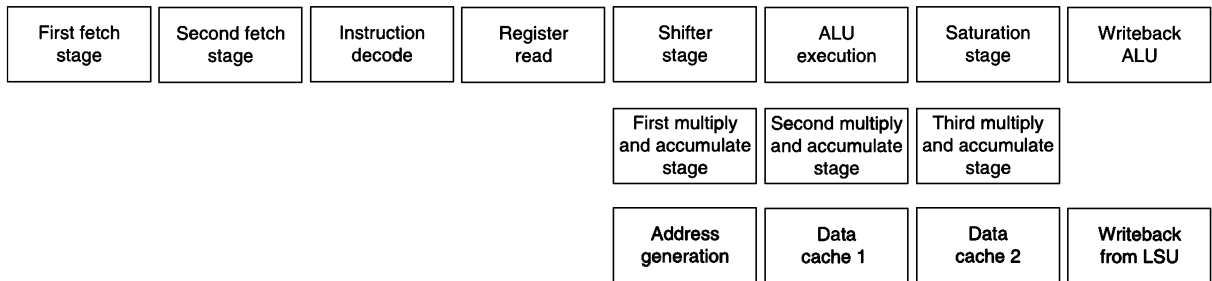 First fetch
stage
Second fetch
stage
Instruction
decode
Register
read
Shifter
stage
ALU
execution
Saturation
stage
Writeback
ALU
First multiply
and accumulate
stage
Second multiply
and accumulate
stage
Third multiply
and accumulate
stage
Address
generation
Data
cache 1
Data
cache 2
Writeback
from LSU